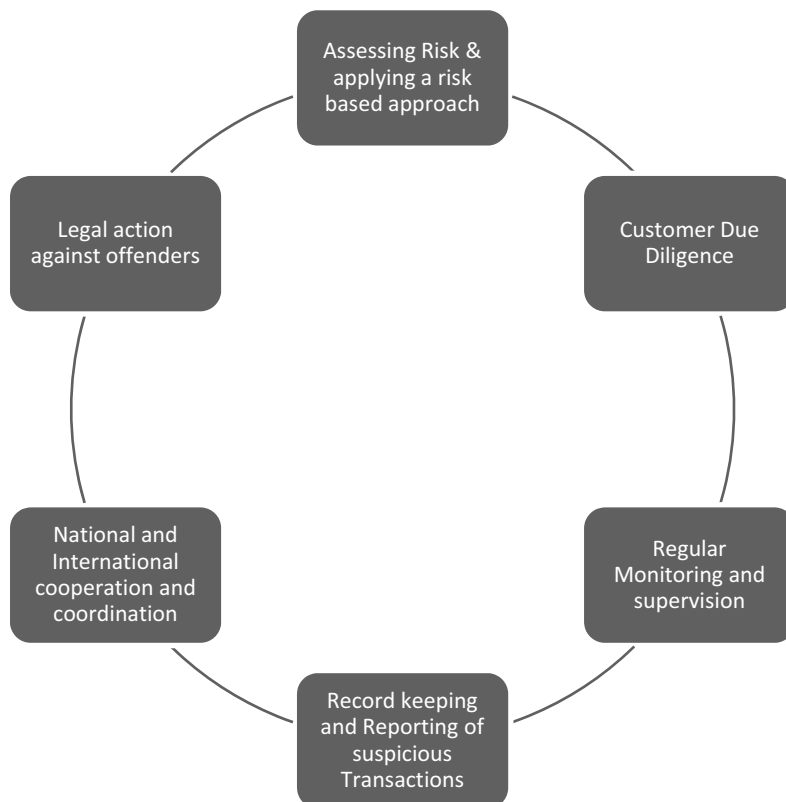 Assessing Risk &
applying a risk
based approach
Customer Due
Diligence
Regular
Monitoring and
supervision
Record keeping
and Reporting of
suspicious
Transactions
National and
International
cooperation and
coordination
Legal action
against offenders